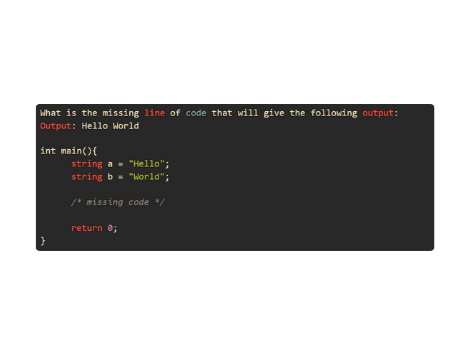 What is the missing line of code that will give the following output:
Output: Hello World
int main(){
string a = "Hello";
string b = "World";
/* missing code */
return 0;
}